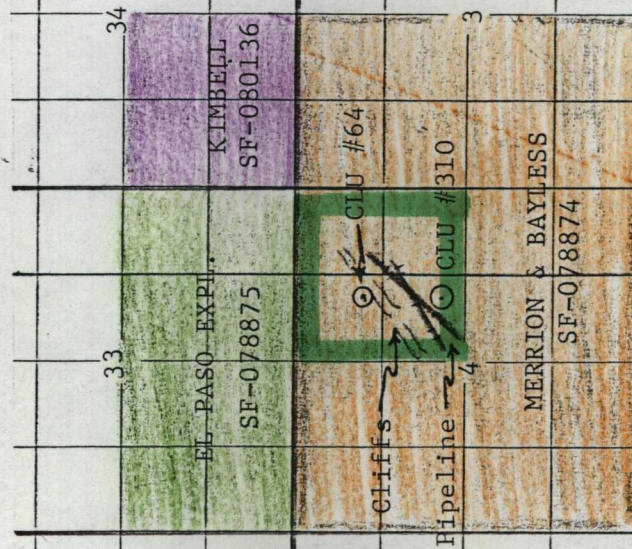 34
KIMBELL
SF-080136
33
EL PASO EXPL.
SF-078875
3
CLU #64
CLU #310
Cliffs
Pipeline
4
MERRION & BAYLESS
SF-078874